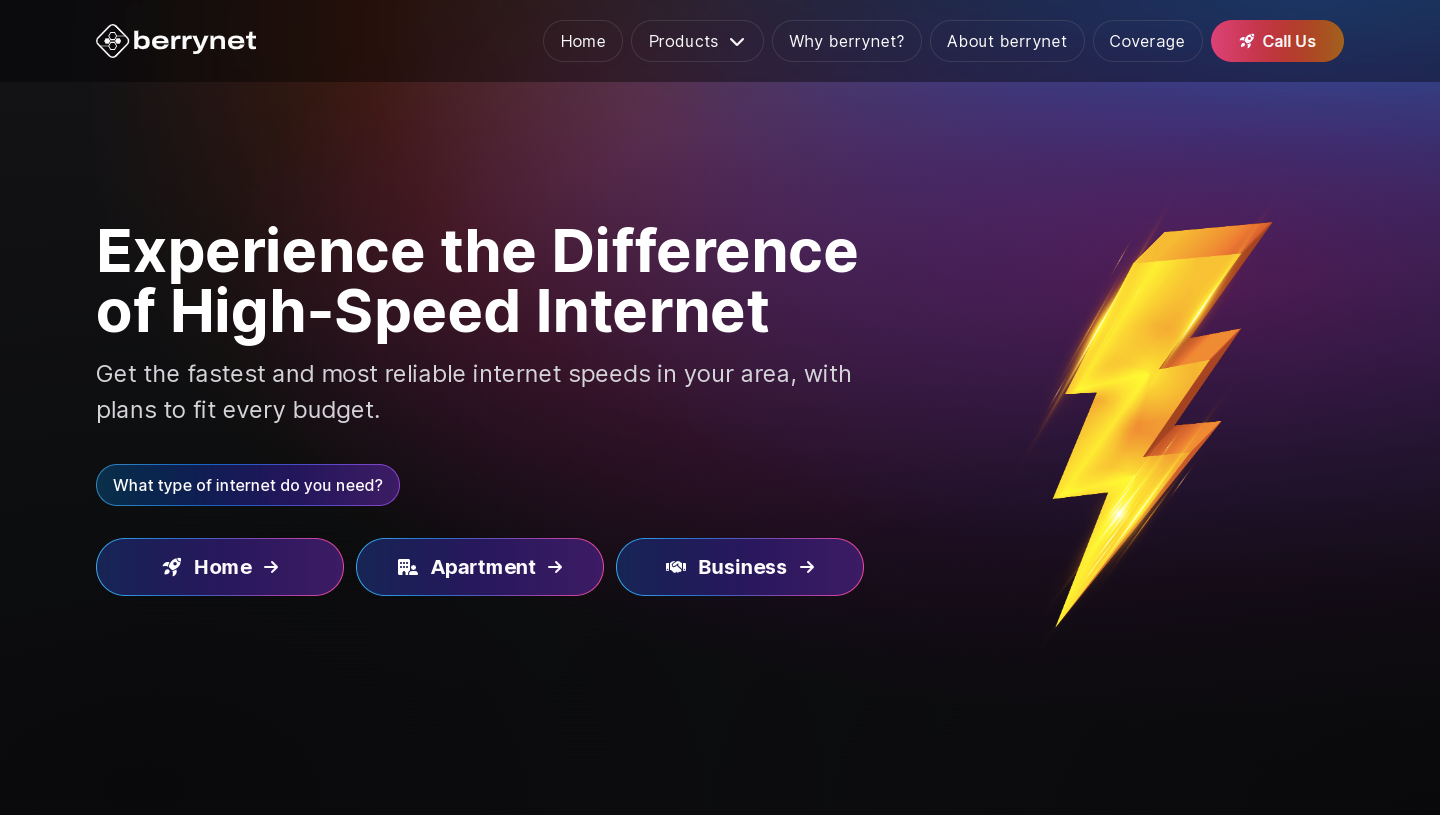 berrynet
Home
Products
Why berrynet?
About berrynet
Coverage
Call Us
Experience the Difference
of High-Speed Internet
Get the fastest and most reliable internet speeds in your area, with
plans to fit every budget.
What type of internet do you need?
Home
Apartment
Business